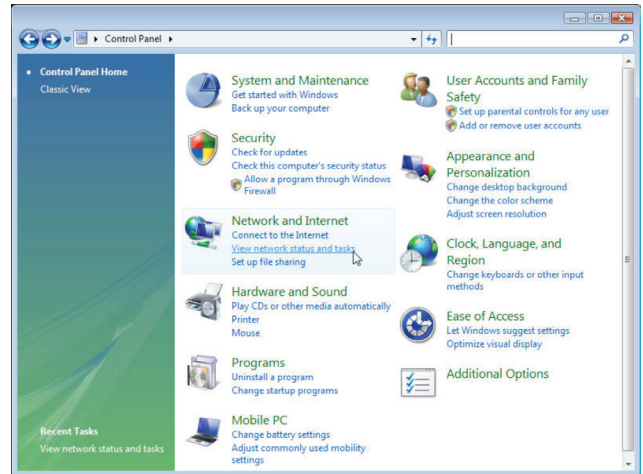 Control Panel
Control Panel Home
Classic View
Recent Tasks
View network status and tasks
System and Maintenance
Get started with Windows
Back up your computer
Security
Check for updates
Check this computer's security status
Allow a program through Windows
Firewall
Network and Internet
Connect to the Internet
View network status and tasks
Set up file sharing
Hardware and Sound
Play CDs or other media automatically
Printer
Mouse
Programs
Uninstall a program
Change startup programs
Mobile PC
Change battery settings
Adjust commonly used mobility
settings
User Accounts and Family
Safety
Set up parental controls for any user
Add or remove user accounts
Appearance and
Personalization
Change desktop background
Change the color scheme
Adjust screen resolution
Clock, Language, and
Region
Change keyboards or other input
methods
Ease of Access
Let Windows suggest settings
Optimize visual display
Additional Options